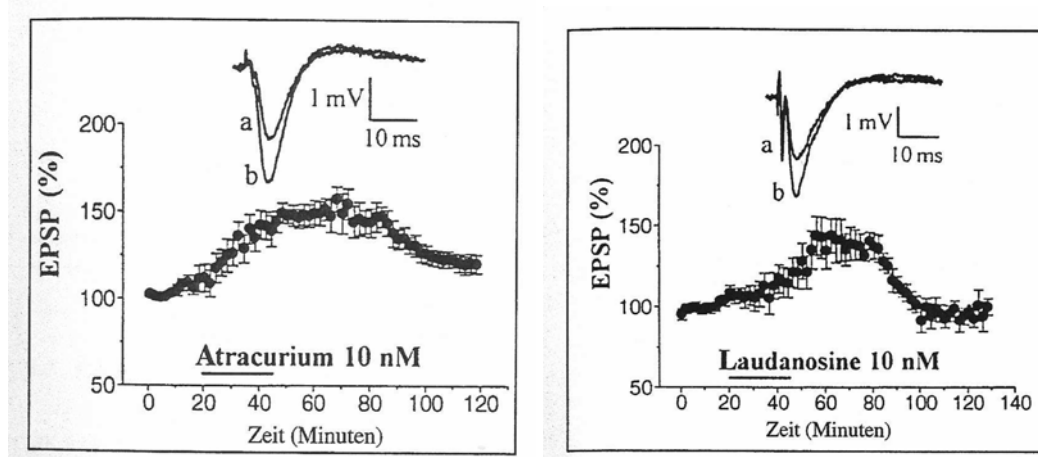 1 mV
10 ms
a
b
200
150
100
50
EPSP (%)
Atracurium 10 nM
0 20 40 60 80 100 120
Zeit (Minuten)
1 mV
10 ms
a
b
200
150
100
50
EPSP (%)
Laudanosine 10 nM
0 20 40 60 80 100 120 140
Zeit (Minuten)